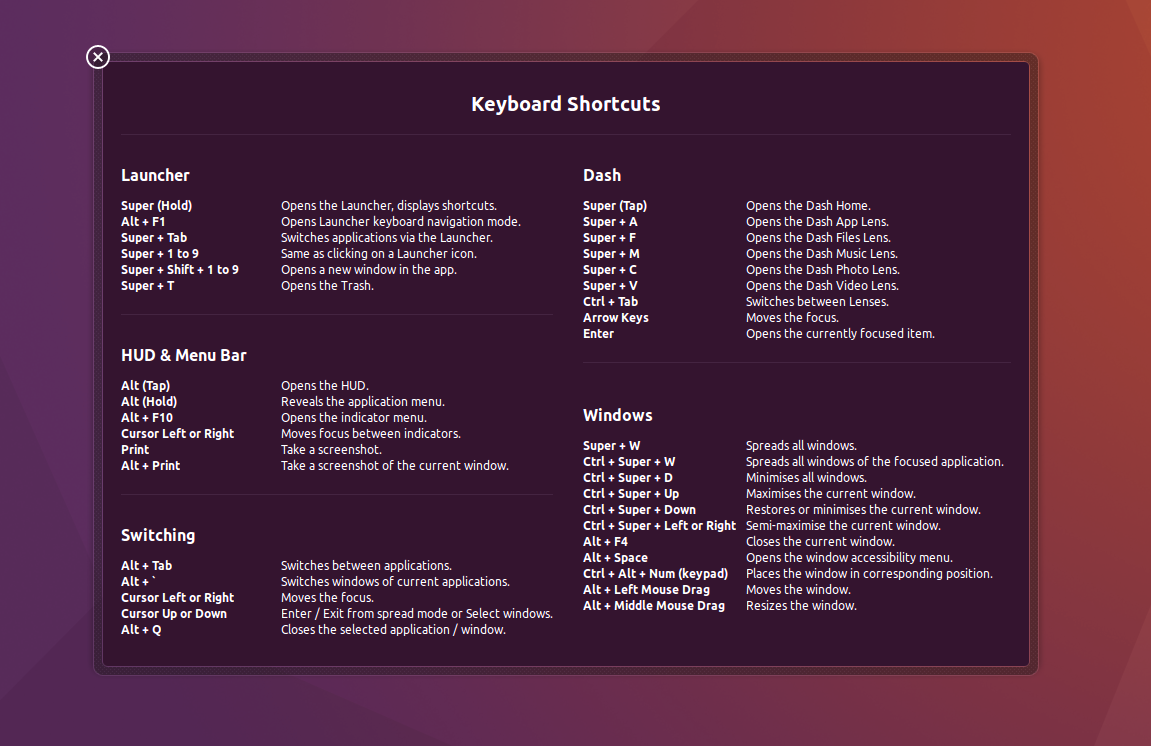 Keyboard Shortcuts
Launcher
Super (Hold) Opens the Launcher, displays shortcuts.
Alt + F1 Opens Launcher keyboard navigation mode.
Super + Tab Switches applications via the Launcher.
Super + 1 to 9 Same as clicking on a Launcher icon.
Super + Shift + 1 to 9 Opens a new window in the app.
Super + T Opens the Trash.
HUD & Menu Bar
Alt (Tap) Opens the HUD.
Alt (Hold) Reveals the application menu.
Alt + F10 Opens the indicator menu.
Cursor Left or Right Moves focus between indicators.
Print Take a screenshot.
Alt + Print Take a screenshot of the current window.
Switching
Alt + Tab Switches between applications.
Alt + ` Switches windows of current applications.
Cursor Left or Right Moves the focus.
Cursor Up or Down Enter / Exit from spread mode or Select windows.
Alt + Q Closes the selected application / window.
Dash
Super (Tap) Opens the Dash Home.
Super + A Opens the Dash App Lens.
Super + F Opens the Dash Files Lens.
Super + M Opens the Dash Music Lens.
Super + C Opens the Dash Photo Lens.
Super + V Opens the Dash Video Lens.
Ctrl + Tab Switches between Lenses.
Arrow Keys Moves the focus.
Enter Opens the currently focused item.
Windows
Super + W Spreads all windows.
Ctrl + Super + W Spreads all windows of the focused application.
Ctrl + Super + D Minimises all windows.
Ctrl + Super + Up Maximises the current window.
Ctrl + Super + Down Restores or minimises the current window.
Ctrl + Super + Left or Right Semi-maximise the current window.
Alt + F4 Closes the current window.
Alt + Space Opens the window accessibility menu.
Ctrl + Alt + Num (keypad) Places the window in corresponding position.
Alt + Left Mouse Drag Moves the window.
Alt + Middle Mouse Drag Resizes the window.